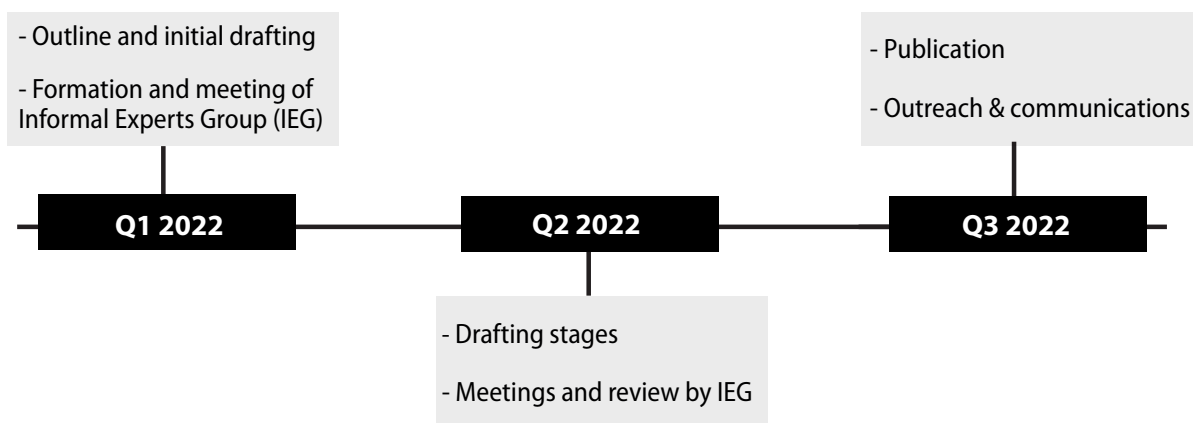 - Outline and initial drafting
- Formation and meeting of
Informal Experts Group (IEG)
- Publication
- Outreach & communications
Q1 2022
Q2 2022
Q3 2022
- Drafting stages
- Meetings and review by IEG